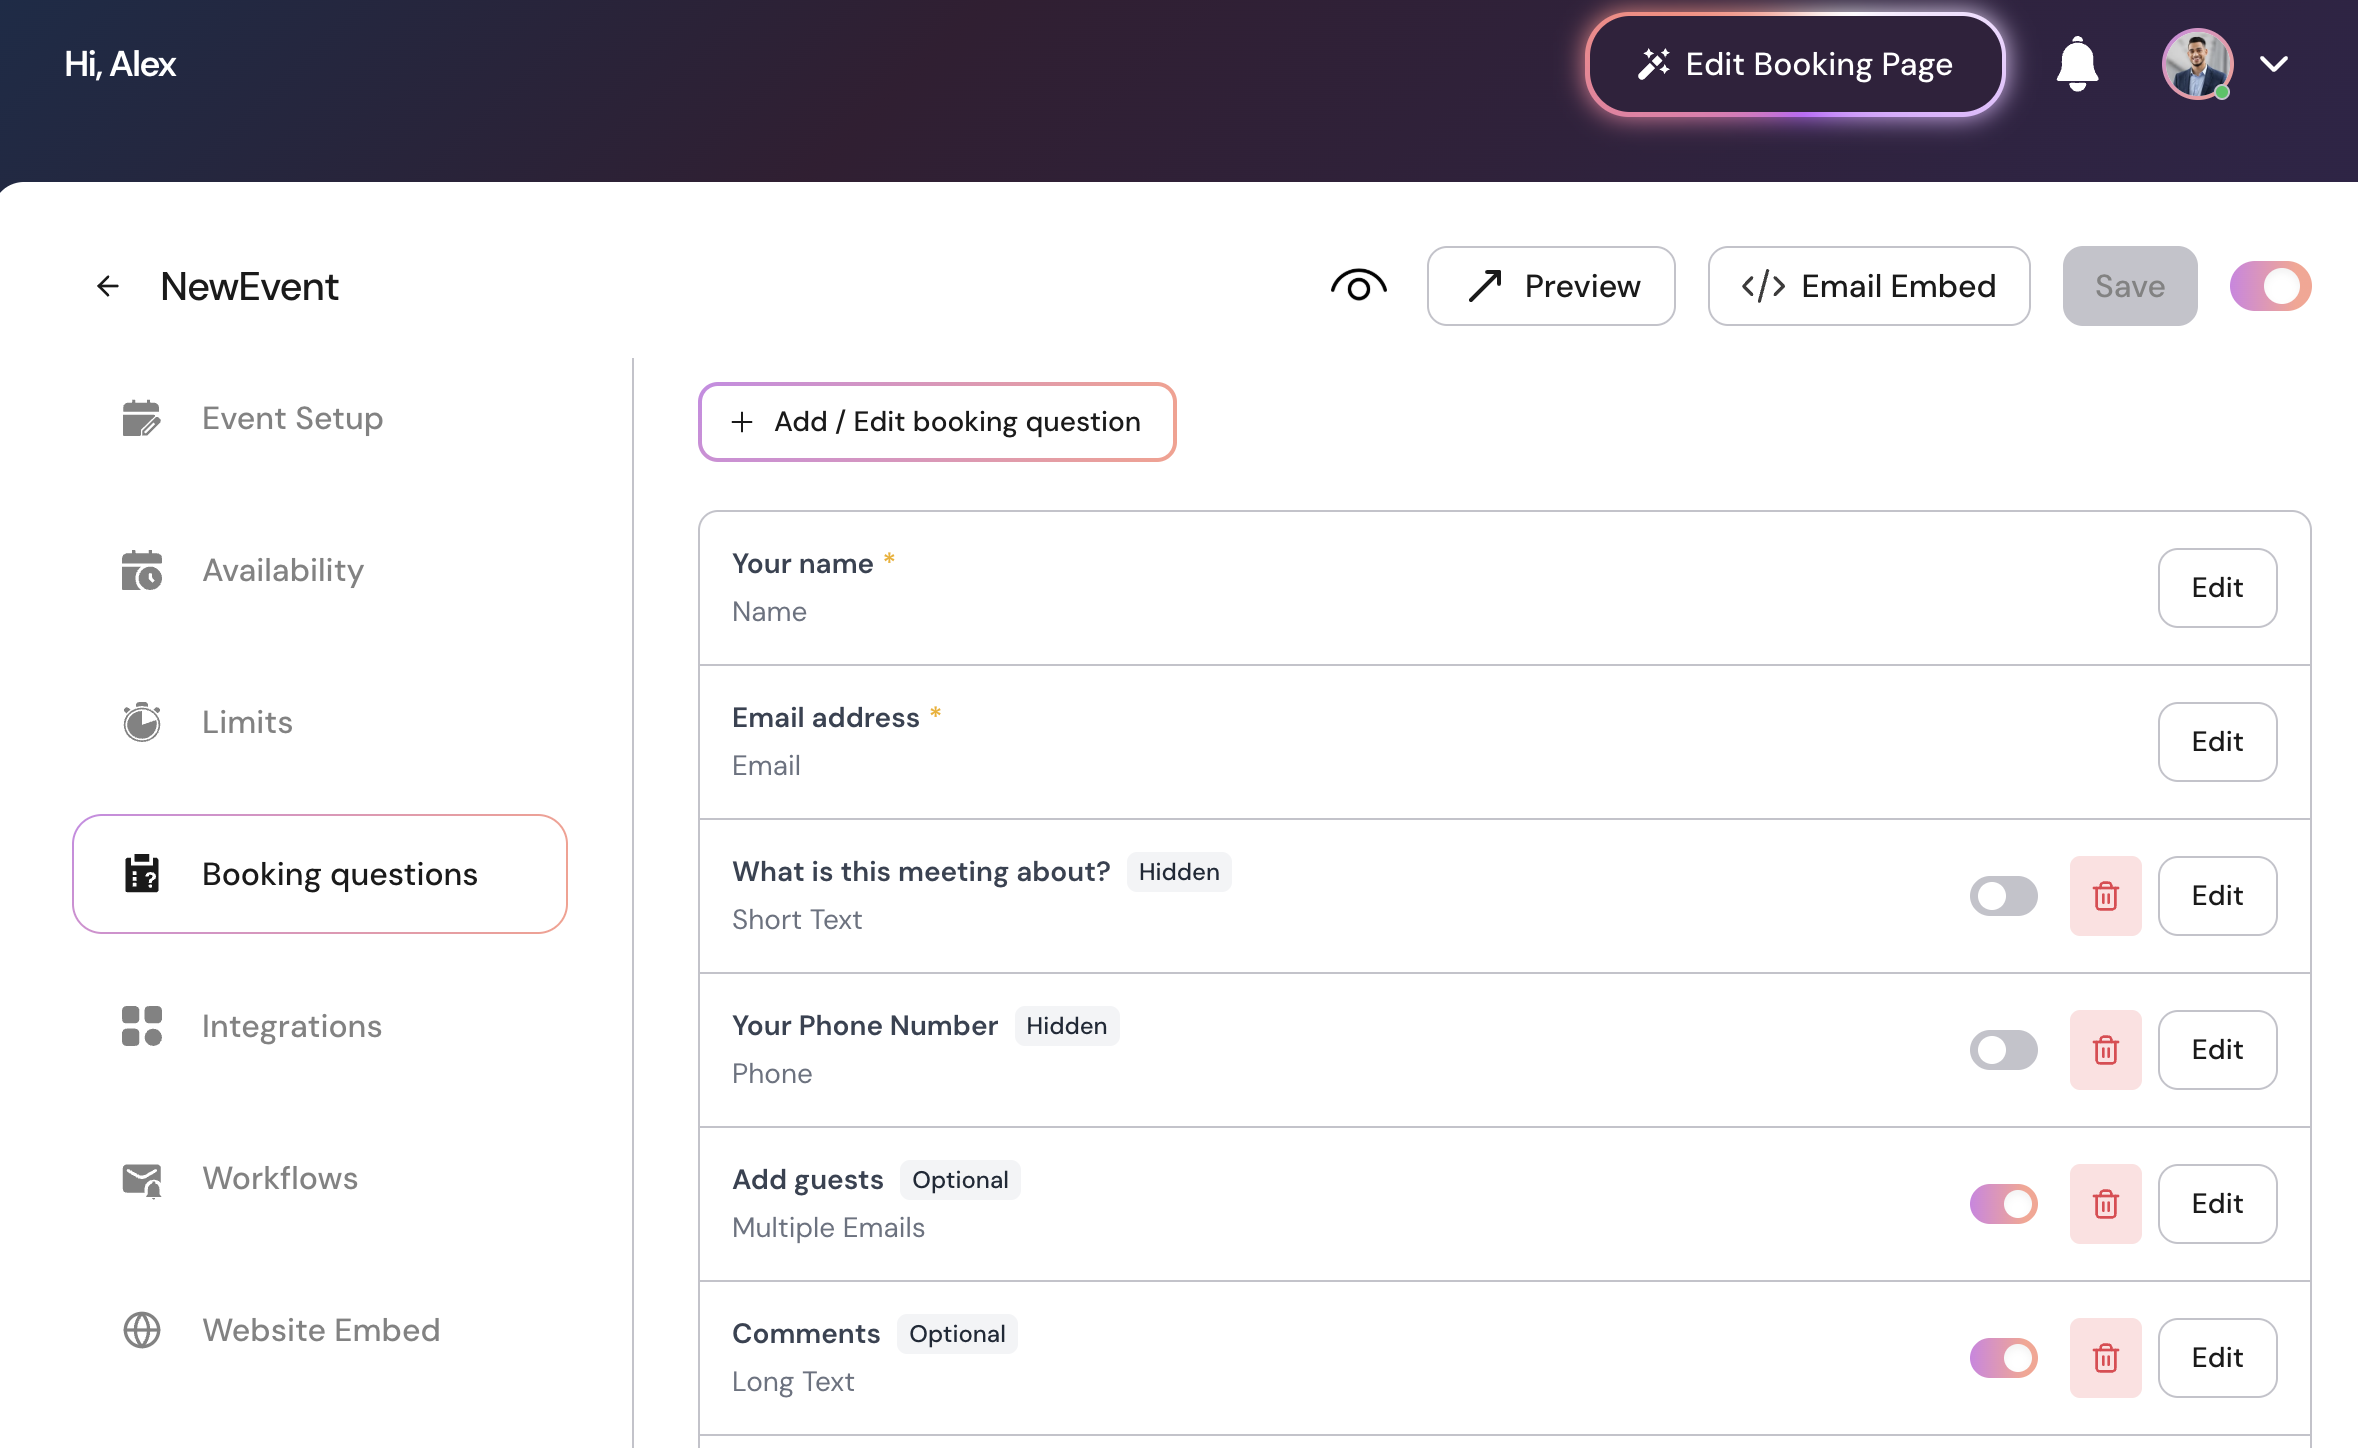 Hi, Alex
Edit Booking Page
NewEvent
Preview
</> Email Embed
Save
Event Setup
Availability
Limits
Booking questions
Integrations
Workflows
Website Embed
+ Add / Edit booking question
Your name *
Name
Edit
Email address *
Email
Edit
What is this meeting about? Hidden
Short Text
Edit
Your Phone Number Hidden
Phone
Edit
Add guests Optional
Multiple Emails
Edit
Comments Optional
Long Text
Edit